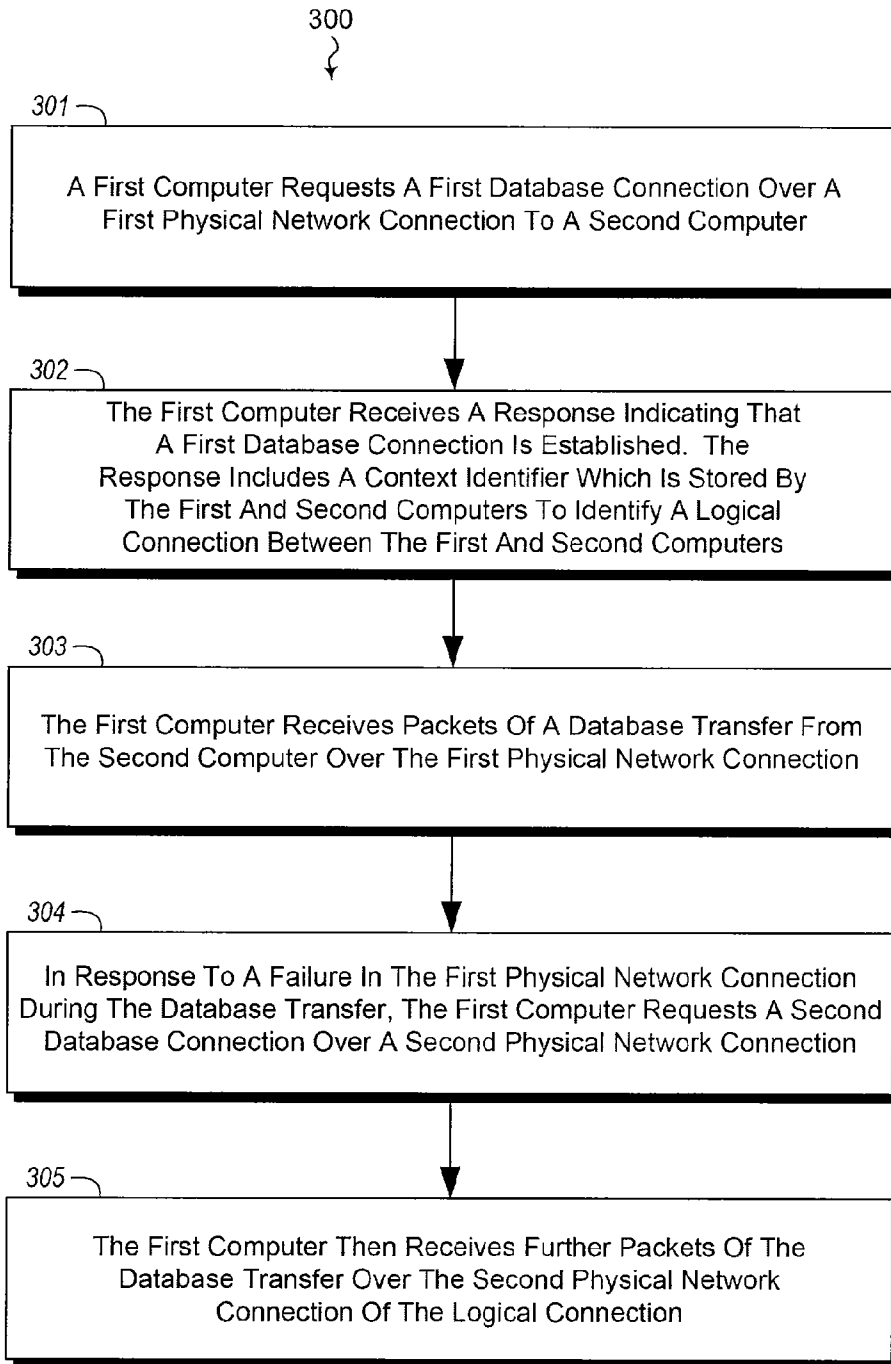 300
301
A First Computer Requests A First Database Connection Over A
First Physical Network Connection To A Second Computer
302
The First Computer Receives A Response Indicating That
A First Database Connection Is Established. The
Response Includes A Context Identifier Which Is Stored By
The First And Second Computers To Identify A Logical
Connection Between The First And Second Computers
303
The First Computer Receives Packets Of A Database Transfer From
The Second Computer Over The First Physical Network Connection
304
In Response To A Failure In The First Physical Network Connection
During The Database Transfer, The First Computer Requests A Second
Database Connection Over A Second Physical Network Connection
305
The First Computer Then Receives Further Packets Of The
Database Transfer Over The Second Physical Network
Connection Of The Logical Connection